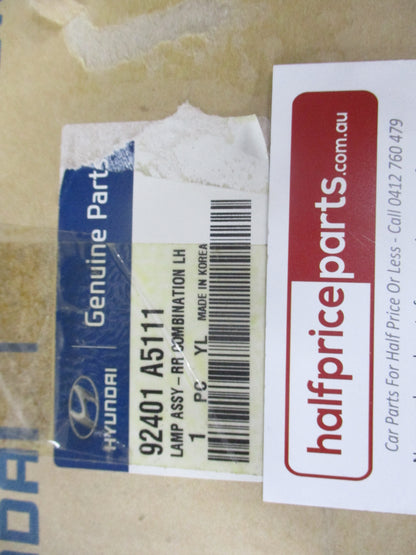 HYUNDAI
Genuine Parts
92401 A5111
LAMP ASSY-RR COMBINATION LH
1 PC YL MADE IN KOREA
halfpriceparts.com.au
Car Parts For Half Price Or Less - Call 0412 760 479